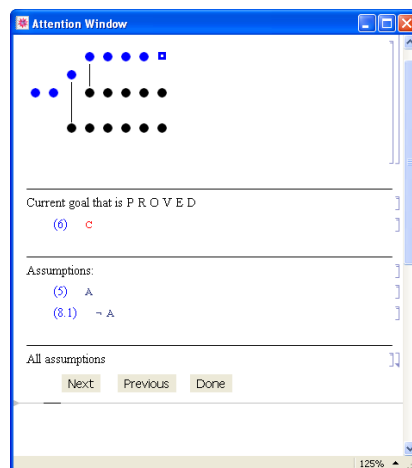 Attention Window
Current goal that is P R O V E D
(6) C
Assumptions:
(5) A
(8.1) ¬ A
All assumptions
Next Previous Done
125%